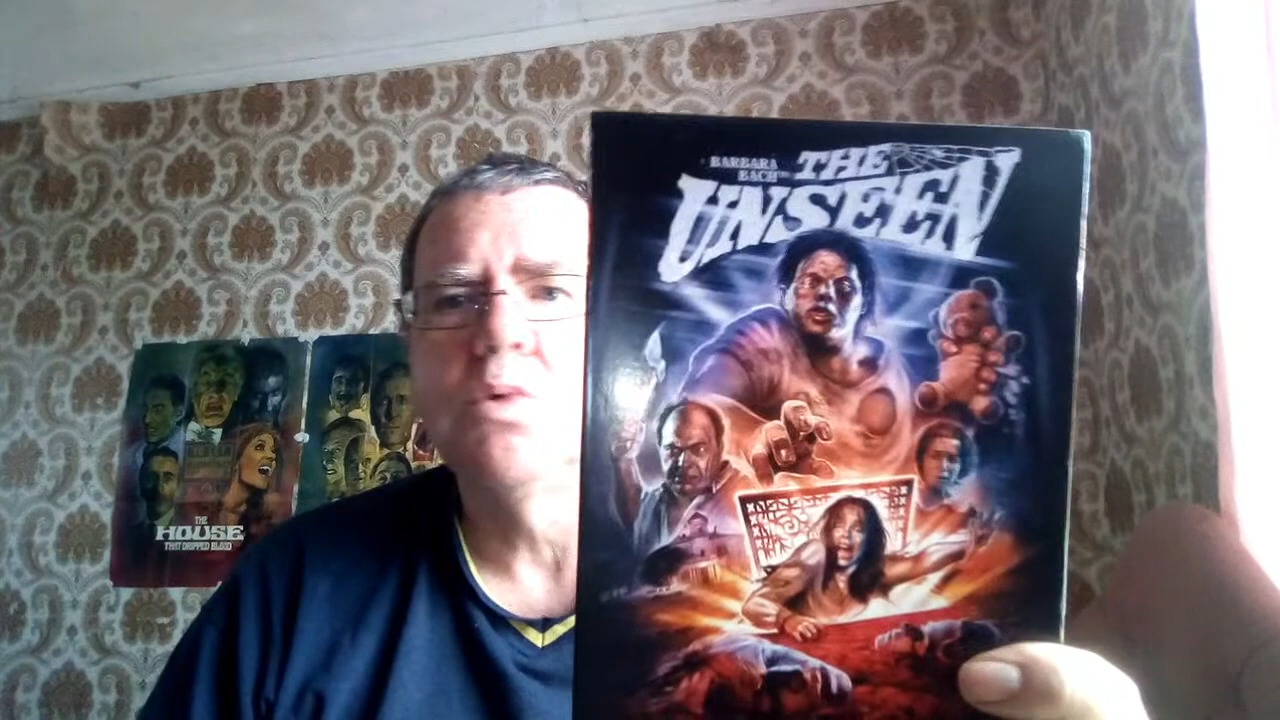 BARBARA
BACH
THE
UNSEEN
THE
HOUSE
THAT DRIPPED BLOOD